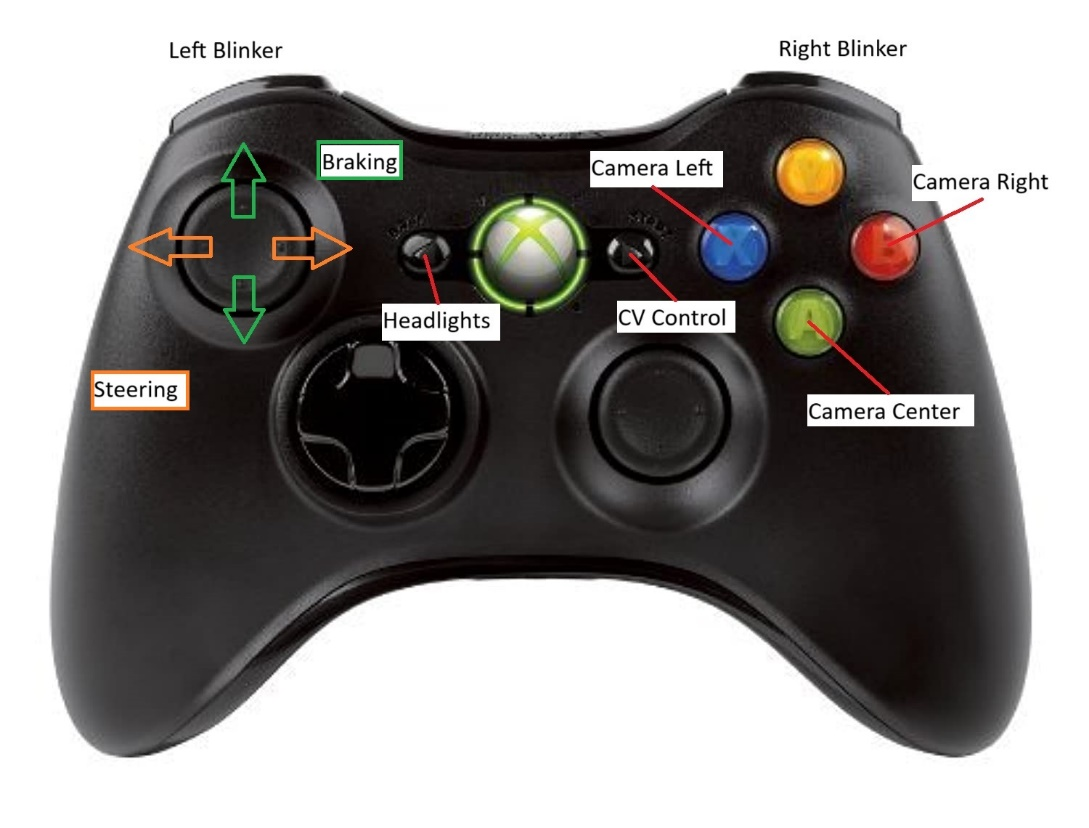 Left Blinker
Right Blinker
Braking
Camera Left
Y
Camera Right
X
B
Headlights
CV Control
A
Steering
Camera Center